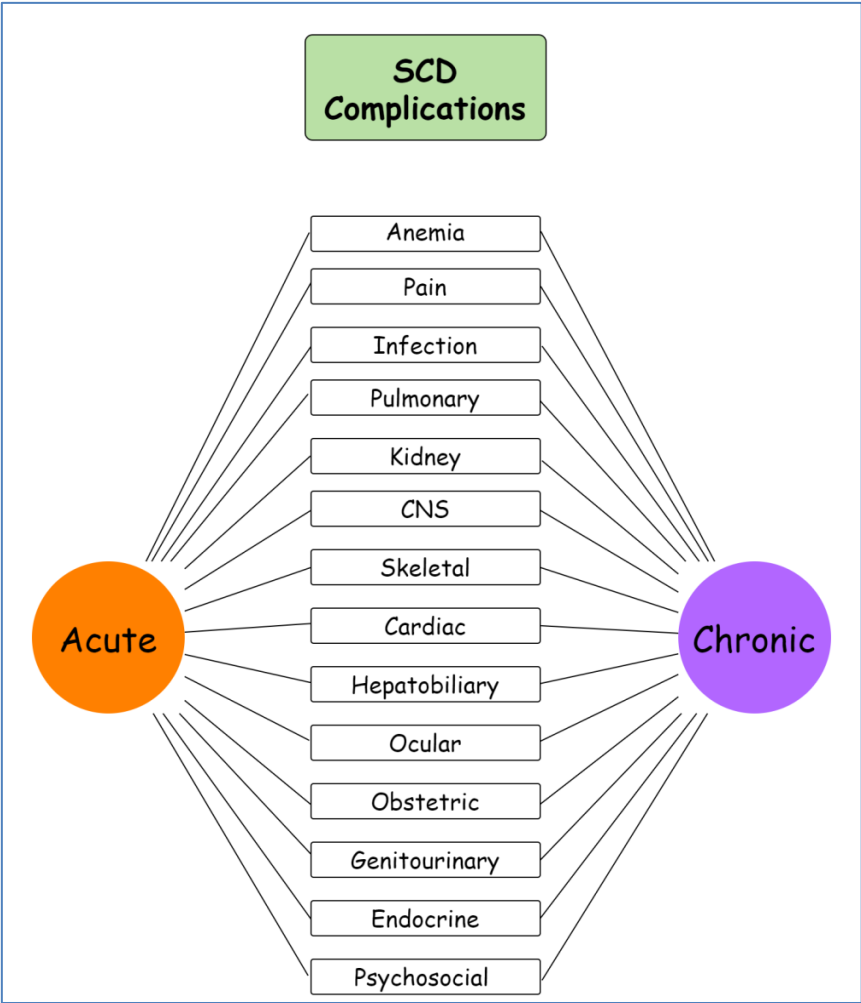 SCD
Complications
Anemia
Pain
Infection
Pulmonary
Kidney
CNS
Skeletal
Acute
Cardiac
Chronic
Hepatobiliary
Ocular
Obstetric
Genitourinary
Endocrine
Psychosocial